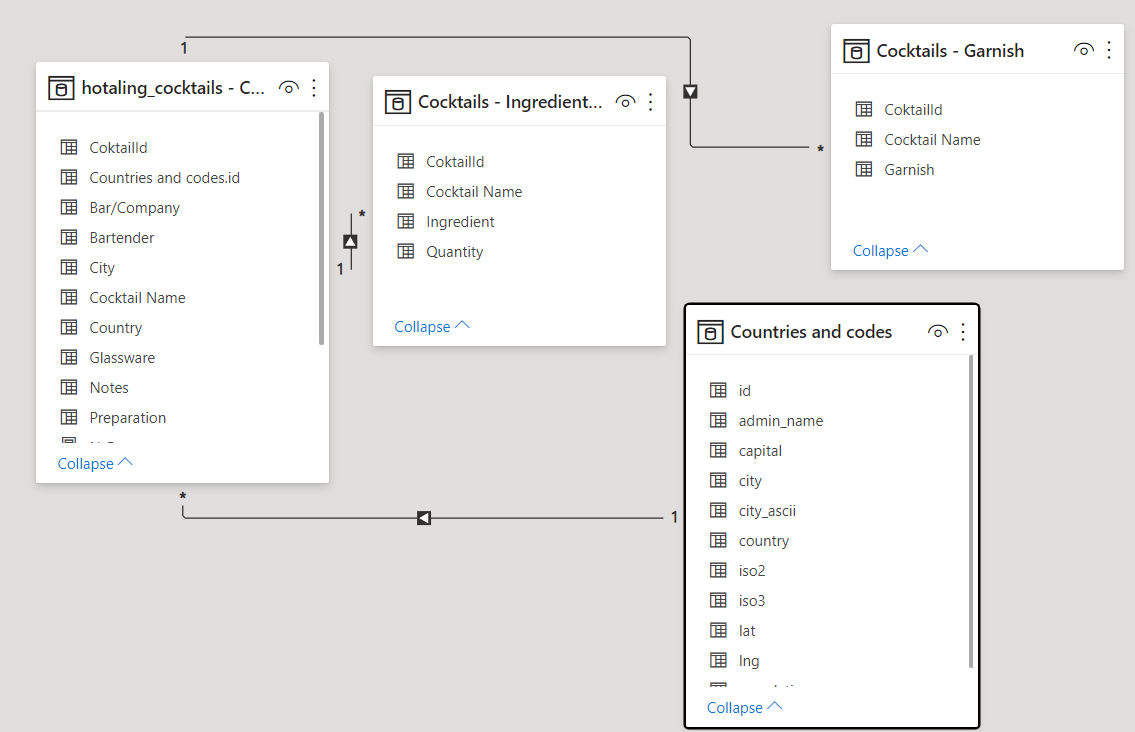 hotaling_cocktails - C...
CoktailId
Countries and codes.id
Bar/Company
Bartender
City
Cocktail Name
Country
Glassware
Notes
Preparation
Collapse
Cocktails - Ingredient...
CoktailId
Cocktail Name
Ingredient
Quantity
Collapse
Cocktails - Garnish
CoktailId
Cocktail Name
Garnish
Collapse
Countries and codes
id
admin_name
capital
city
city_ascii
country
iso2
iso3
lat
lng
Collapse
1
*
*
1
*
1